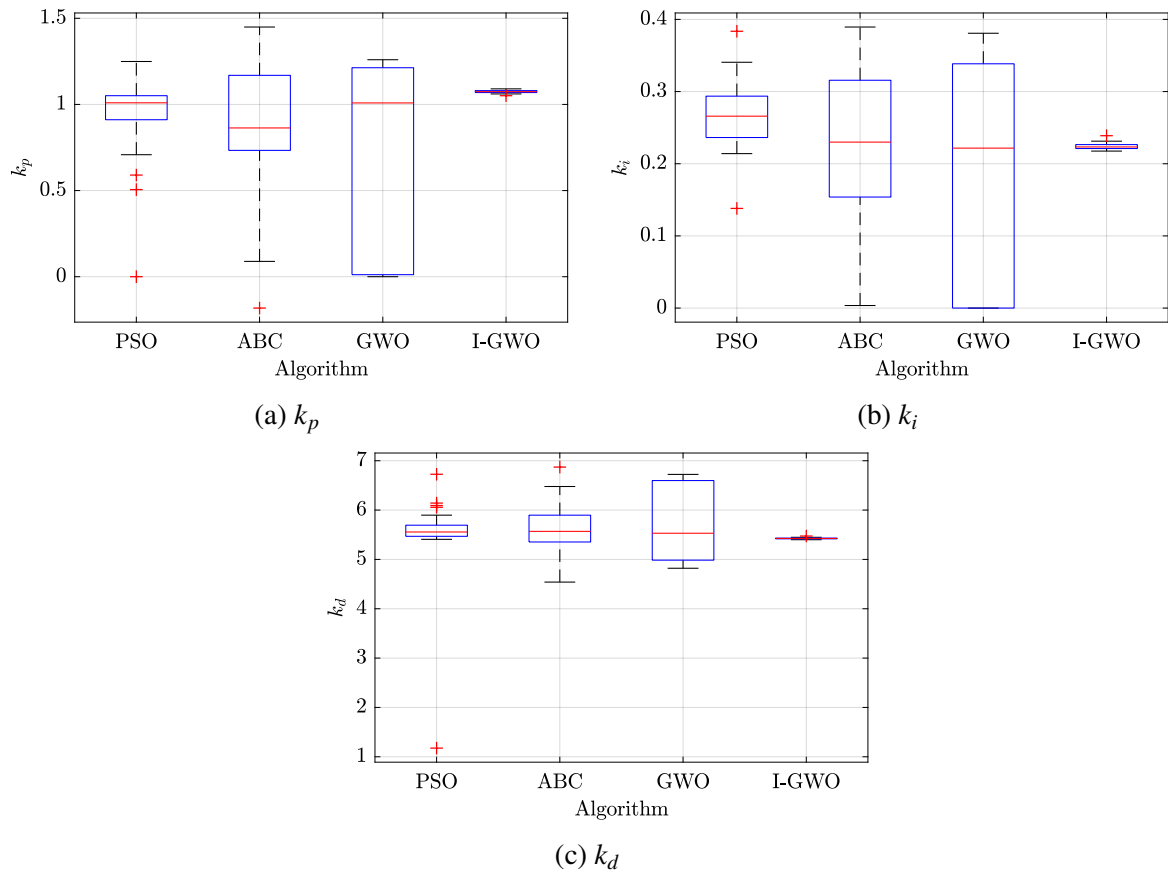 1.5
1
0.5
0
k_p
PSO ABC GWO I-GWO
Algorithm
(a) k_p
0.4
0.3
0.2
0.1
0
k_i
PSO ABC GWO I-GWO
Algorithm
(b) k_i
7
6
5
4
3
2
1
k_d
PSO ABC GWO I-GWO
Algorithm
(c) k_d